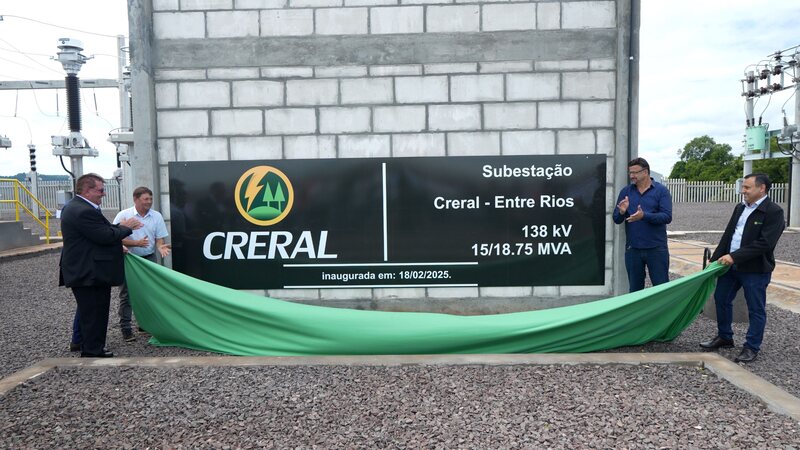 CRERAL
Subestação
Creral - Entre Rios
138 kV
15/18.75 MVA
inaugurada em: 18/02/2025.